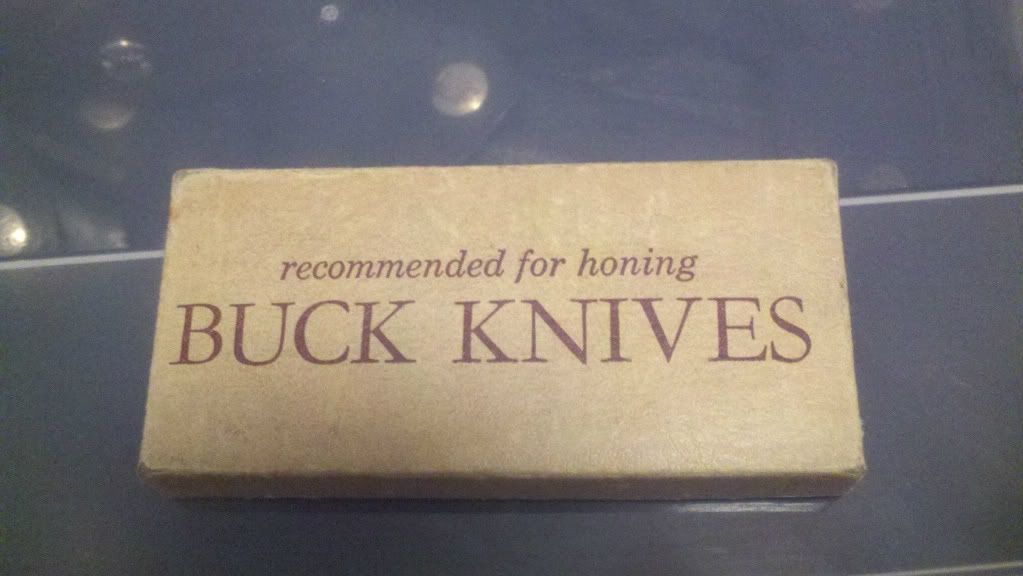 recommended for honing
BUCK KNIVES